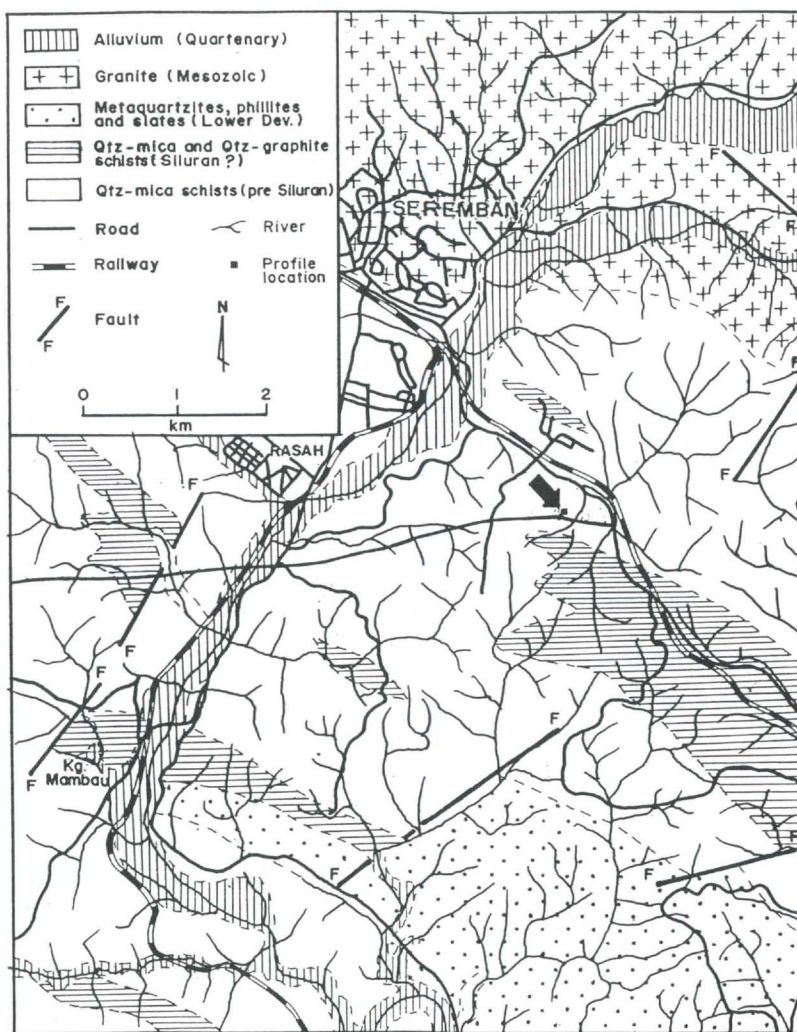 Alluvium (Quartenary)
Granite (Mesozoic)
Metaquartzites, phillites
and slates (Lower Dev.)
Qtz-mica and Qtz-graphite
schists (Siluran ?)
Qtz-mica schists (pre Siluran)
Road
River
Railway
Profile
location
F
Fault
F
N
0 1 2
km
SEREMBAN
F
F
F
F
RASAH
F
F
F
F
Kg.
Mambau
F
F
F
F